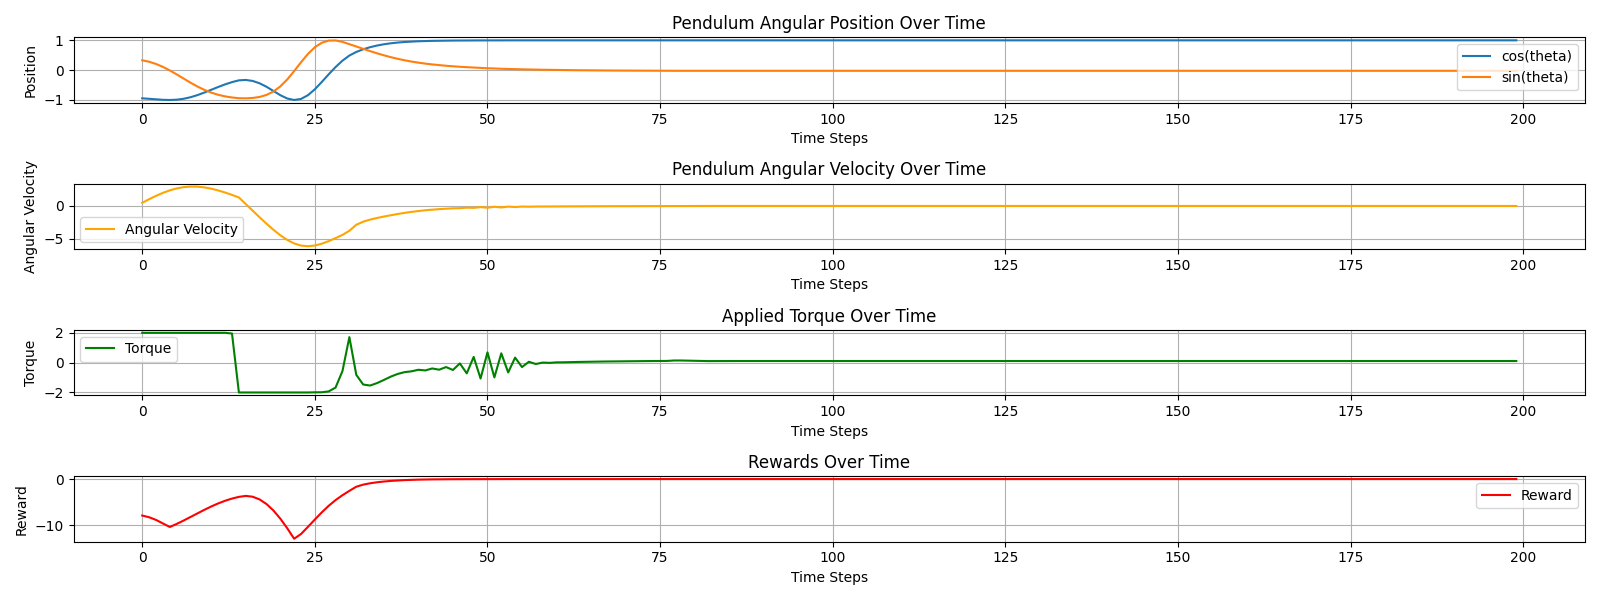 Pendulum Angular Position Over Time
Position
1
0
−1
cos(theta)
sin(theta)
0 25 50 75 100 125 150 175 200
Time Steps
Pendulum Angular Velocity Over Time
Angular Velocity
0
−5
Angular Velocity
0 25 50 75 100 125 150 175 200
Time Steps
Applied Torque Over Time
Torque
2
0
−2
Torque
0 25 50 75 100 125 150 175 200
Time Steps
Rewards Over Time
Reward
0
−10
Reward
0 25 50 75 100 125 150 175 200
Time Steps